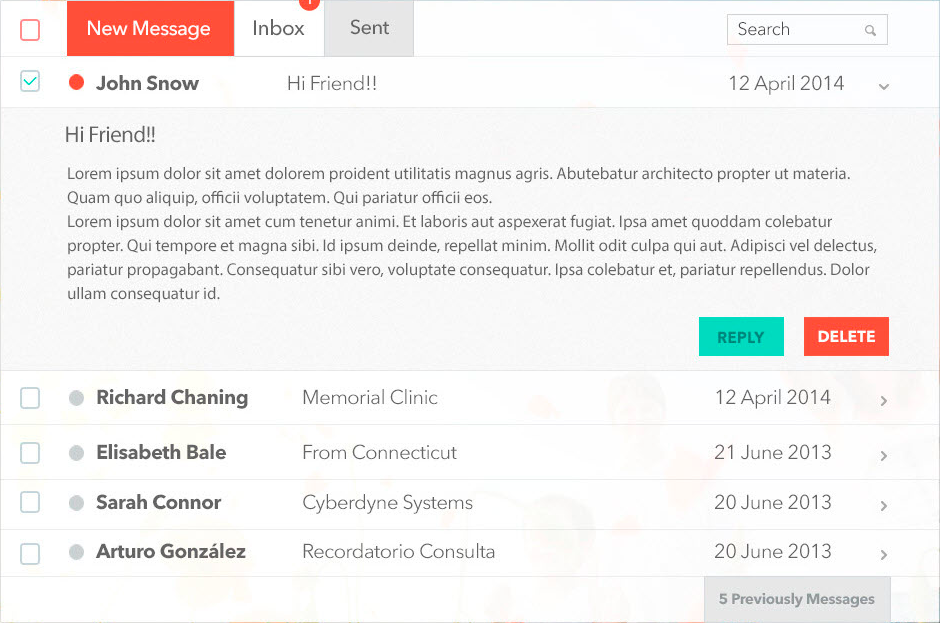 New Message Inbox 1 Sent Search
John Snow Hi Friend!! 12 April 2014
Hi Friend!!
Lorem ipsum dolor sit amet dolorem proident utilitatis magnus agris. Abutebatur architecto propter ut materia.
Quam quo aliquip, officii voluptatem. Qui pariatur officii eos.
Lorem ipsum dolor sit amet cum tenetur animi. Et laboris aut aspexerat fugiat. Ipsa amet quoddam colebatur
propter. Qui tempore et magna sibi. Id ipsum deinde, repellat minim. Mollit odit culpa qui aut. Adipisci vel delectus,
pariatur propagabant. Consequatur sibi vero, voluptate consequatur. Ipsa colebatur et, pariatur repellendus. Dolor
ullam consequatur id.
REPLY DELETE
Richard Chaning Memorial Clinic 12 April 2014
Elisabeth Bale From Connecticut 21 June 2013
Sarah Connor Cyberdyne Systems 20 June 2013
Arturo González Recordatorio Consulta 20 June 2013
5 Previously Messages